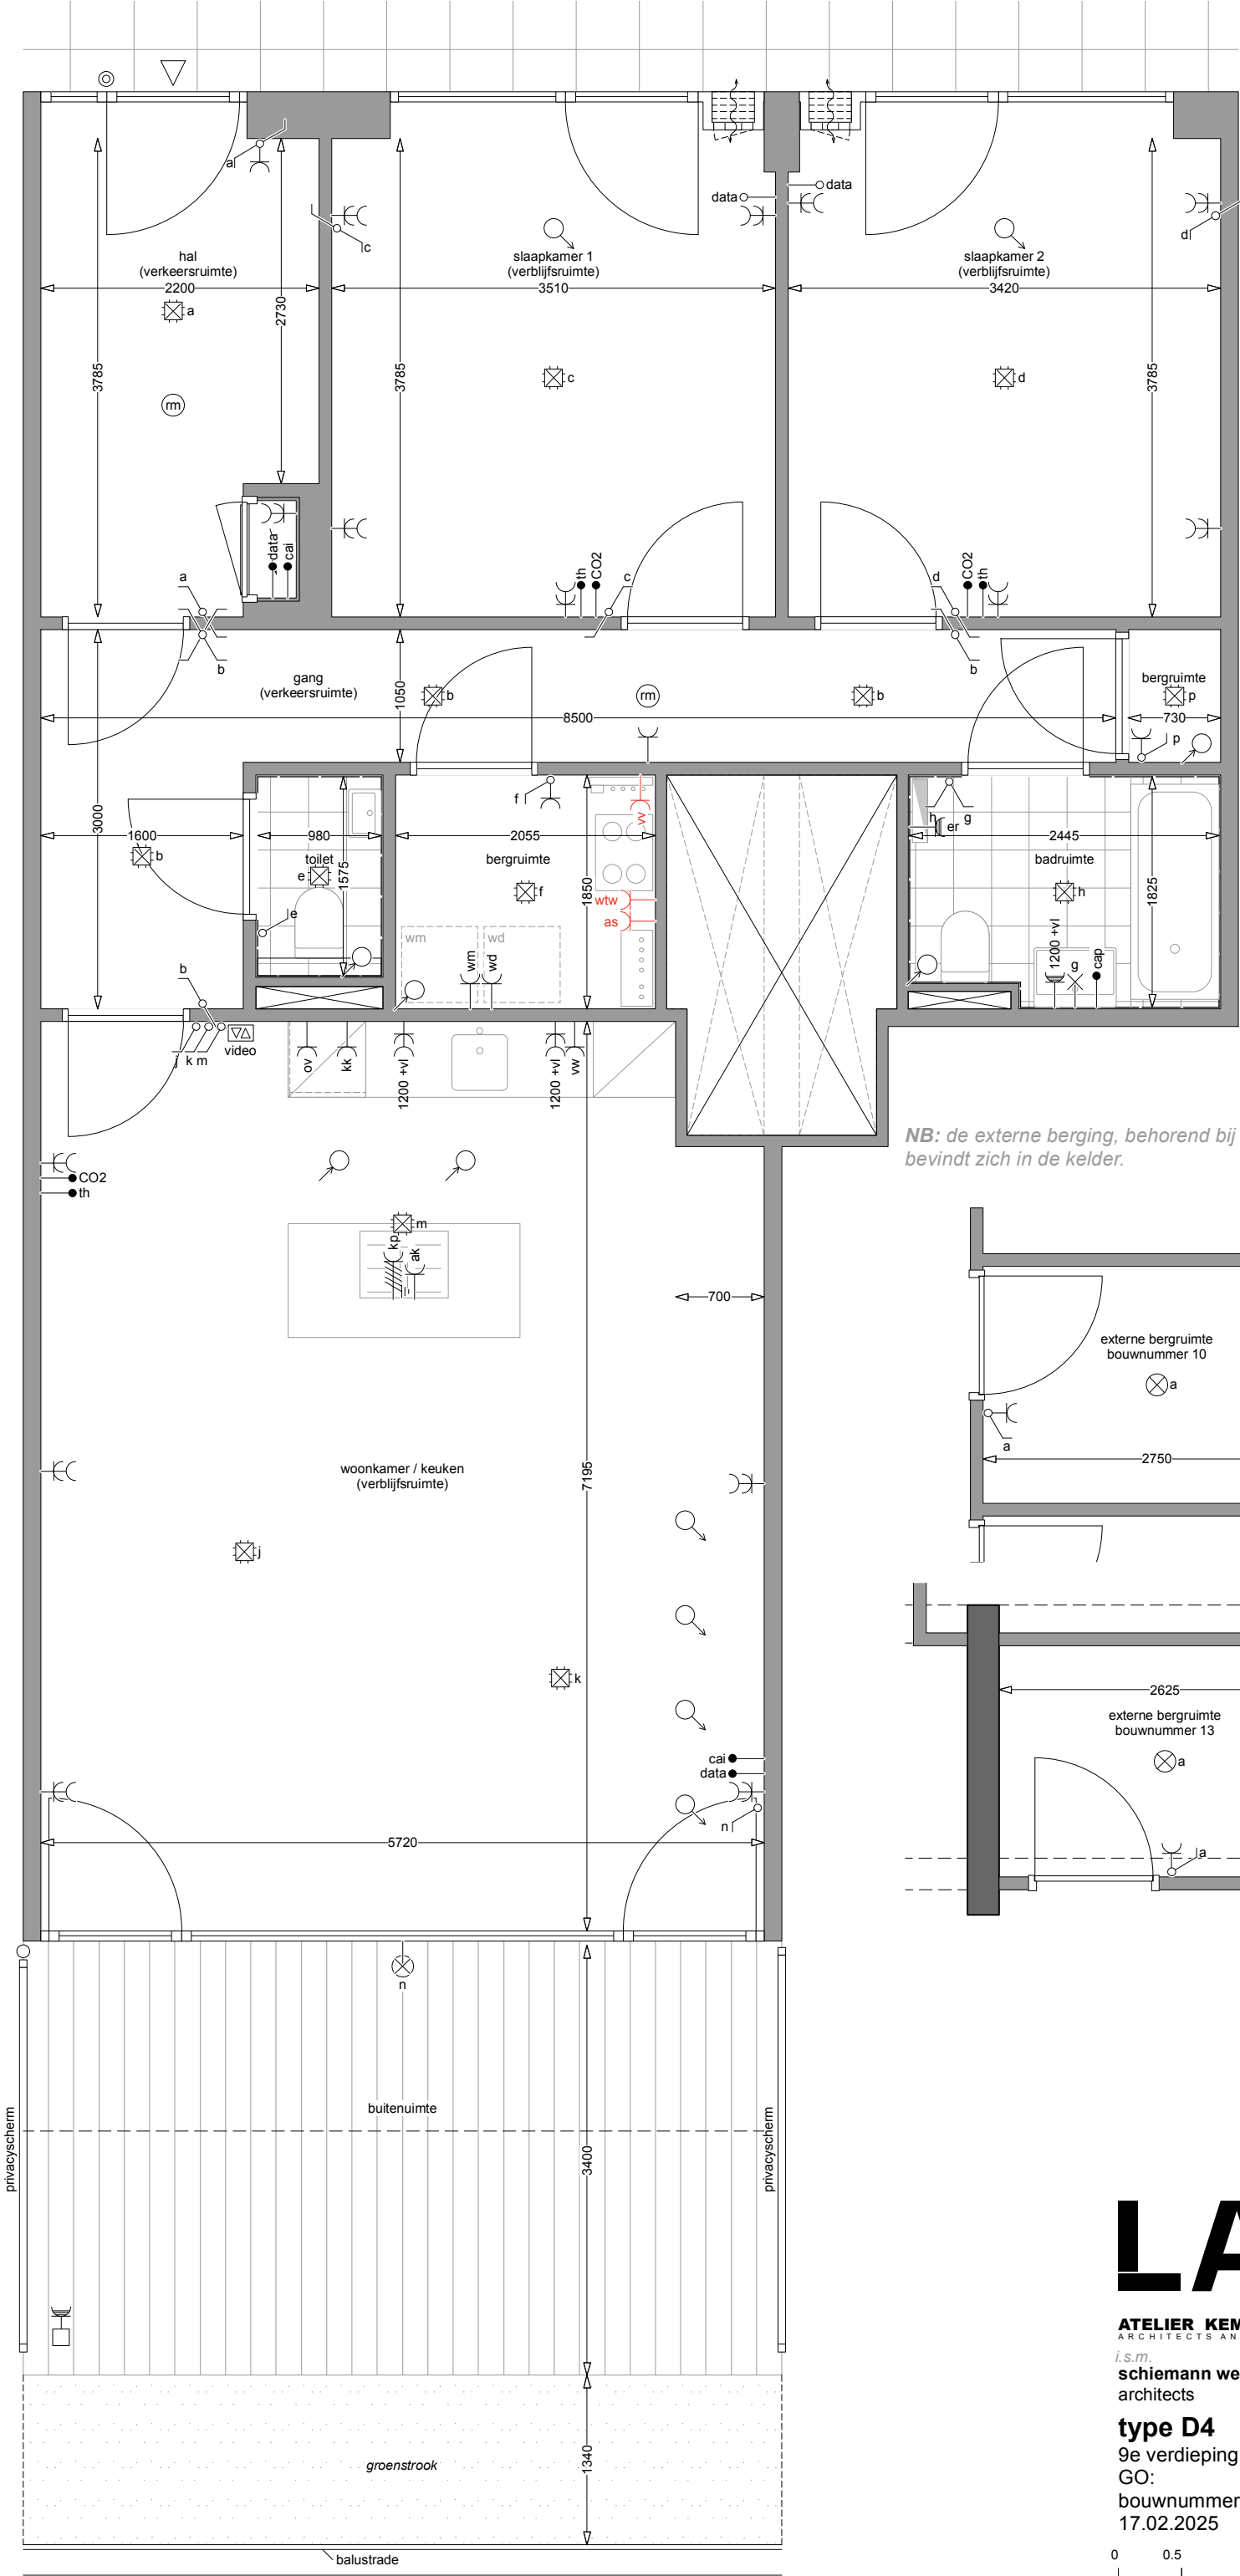 a
data
data
c
d
hal
(verkeersruimte)
slaapkamer 1
(verblijfsruimte)
slaapkamer 2
(verblijfsruimte)
2200
3510
3420
a
2730
3785
3785
3785
c
d
rm
data
cai
a
th
CO2
c
d
CO2
th
b
b
gang
(verkeersruimte)
1050
b
rm
b
bergruimte
p
8500
730
p
3000
1600
b
980
toilet
e
1575
e
f
2055
bergruimte
f
1850
vv
wtw
as
wm
wd
wm
wd
h
g
er
2445
badruimte
h
1825
1200 +vl
g
cap
b
j
k
m
video
ov
kk
1200 +vl
1200 +vl
vw
NB: de externe berging, behorend bij
bevindt zich in de kelder.
CO2
th
m
kp
ak
700
externe bergruimte
bouwnummer 10
a
a
2750
woonkamer / keuken
(verblijfsruimte)
7195
j
k
2625
externe bergruimte
bouwnummer 13
a
a
cai
data
n
5720
n
buitenuimte
privacyscherm
privacyscherm
3400
LA
ATELIER KEM
ARCHITECTS AN
i.s.m.
schiemann we
architects
type D4
9e verdieping
GO:
bouwnummer
17.02.2025
0
0.5
groenstrook
1340
balustrade